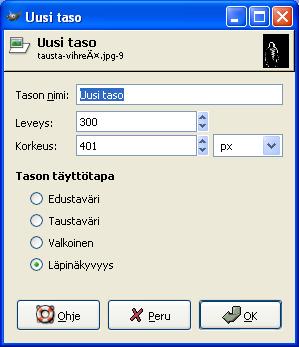 Uusi taso
Uusi taso
tausta-vihreÃ¤.jpg-9
Tason nimi: Uusi taso
Leveys: 300
Korkeus: 401 px
Tason täyttötapa
Edustaväri
Taustaväri
Valkoinen
Läpinäkyvyys
Ohje Peru OK